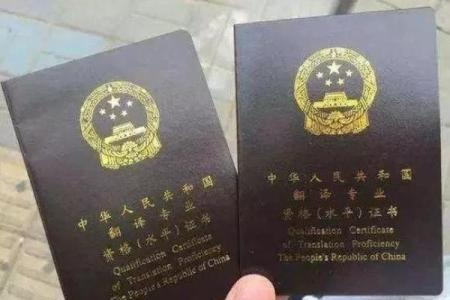 中华人民共和国
翻译专业
资格(水平)证书
Qualification Certificate
of Translation Proficiency
The People's Republic of China
中华人民共和国
翻译专业
资格(水平)证书
Qualification Certificate
of Translation Proficiency
The People's Republic of China